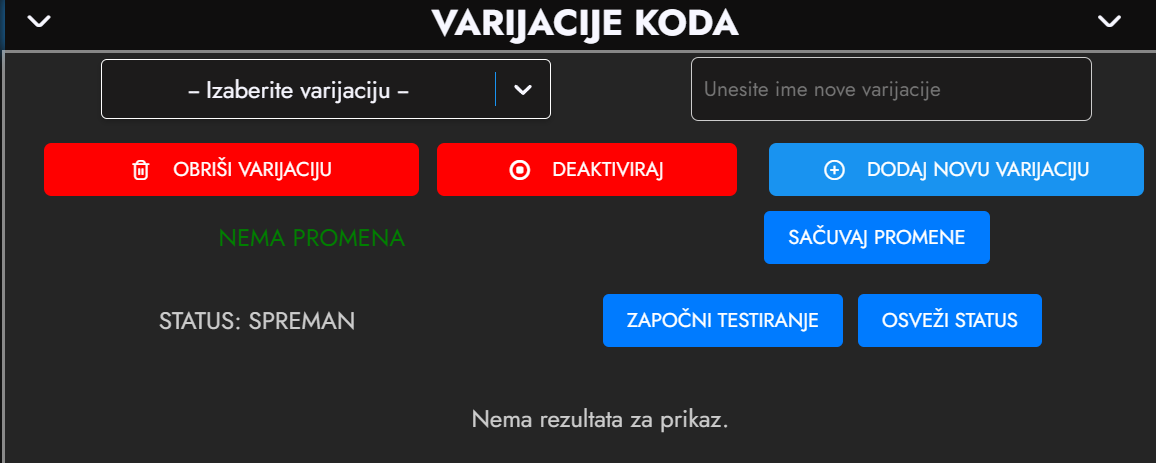 VARIJACIJE KODA
– Izaberite varijaciju –
Unesite ime nove varijacije
OBRIŠI VARIJACIJU
DEAKTIVIRAJ
DODAJ NOVU VARIJACIJU
NEMA PROMENA
SAČUVAJ PROMENE
STATUS: SPREMAN
ZAPOČNI TESTIRANJE
OSVEŽI STATUS
Nema rezultata za prikaz.